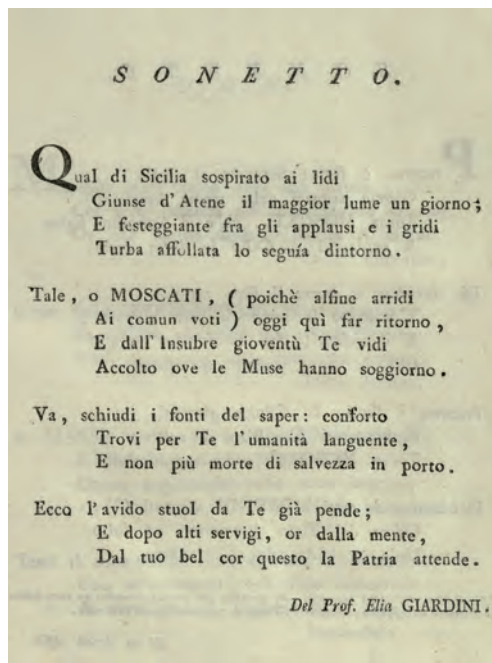 SONETTO.
Qual di Sicilia sospirato ai lidi
Giunse d'Atene il maggior lume un giorno;
E festeggiante fra gli applausi e i gridi
Turba affollata lo seguía dintorno.
Tale, o MOSCATI, ( poichè alfine arridi
Ai comun voti ) oggi quì far ritorno,
E dall' Insubre gioventù Te vidi
Accolto ove le Muse hanno soggiorno.
Va, schiudi i fonti del saper: conforto
Trovi per Te l'umanità languente,
E non più morte di salvezza in porto.
Ecco l'avido stuol da Te già pende;
E dopo alti servigi, or dalla mente,
Dal tuo bel cor questo la Patria attende.
Del Prof. Elia GIARDINI.